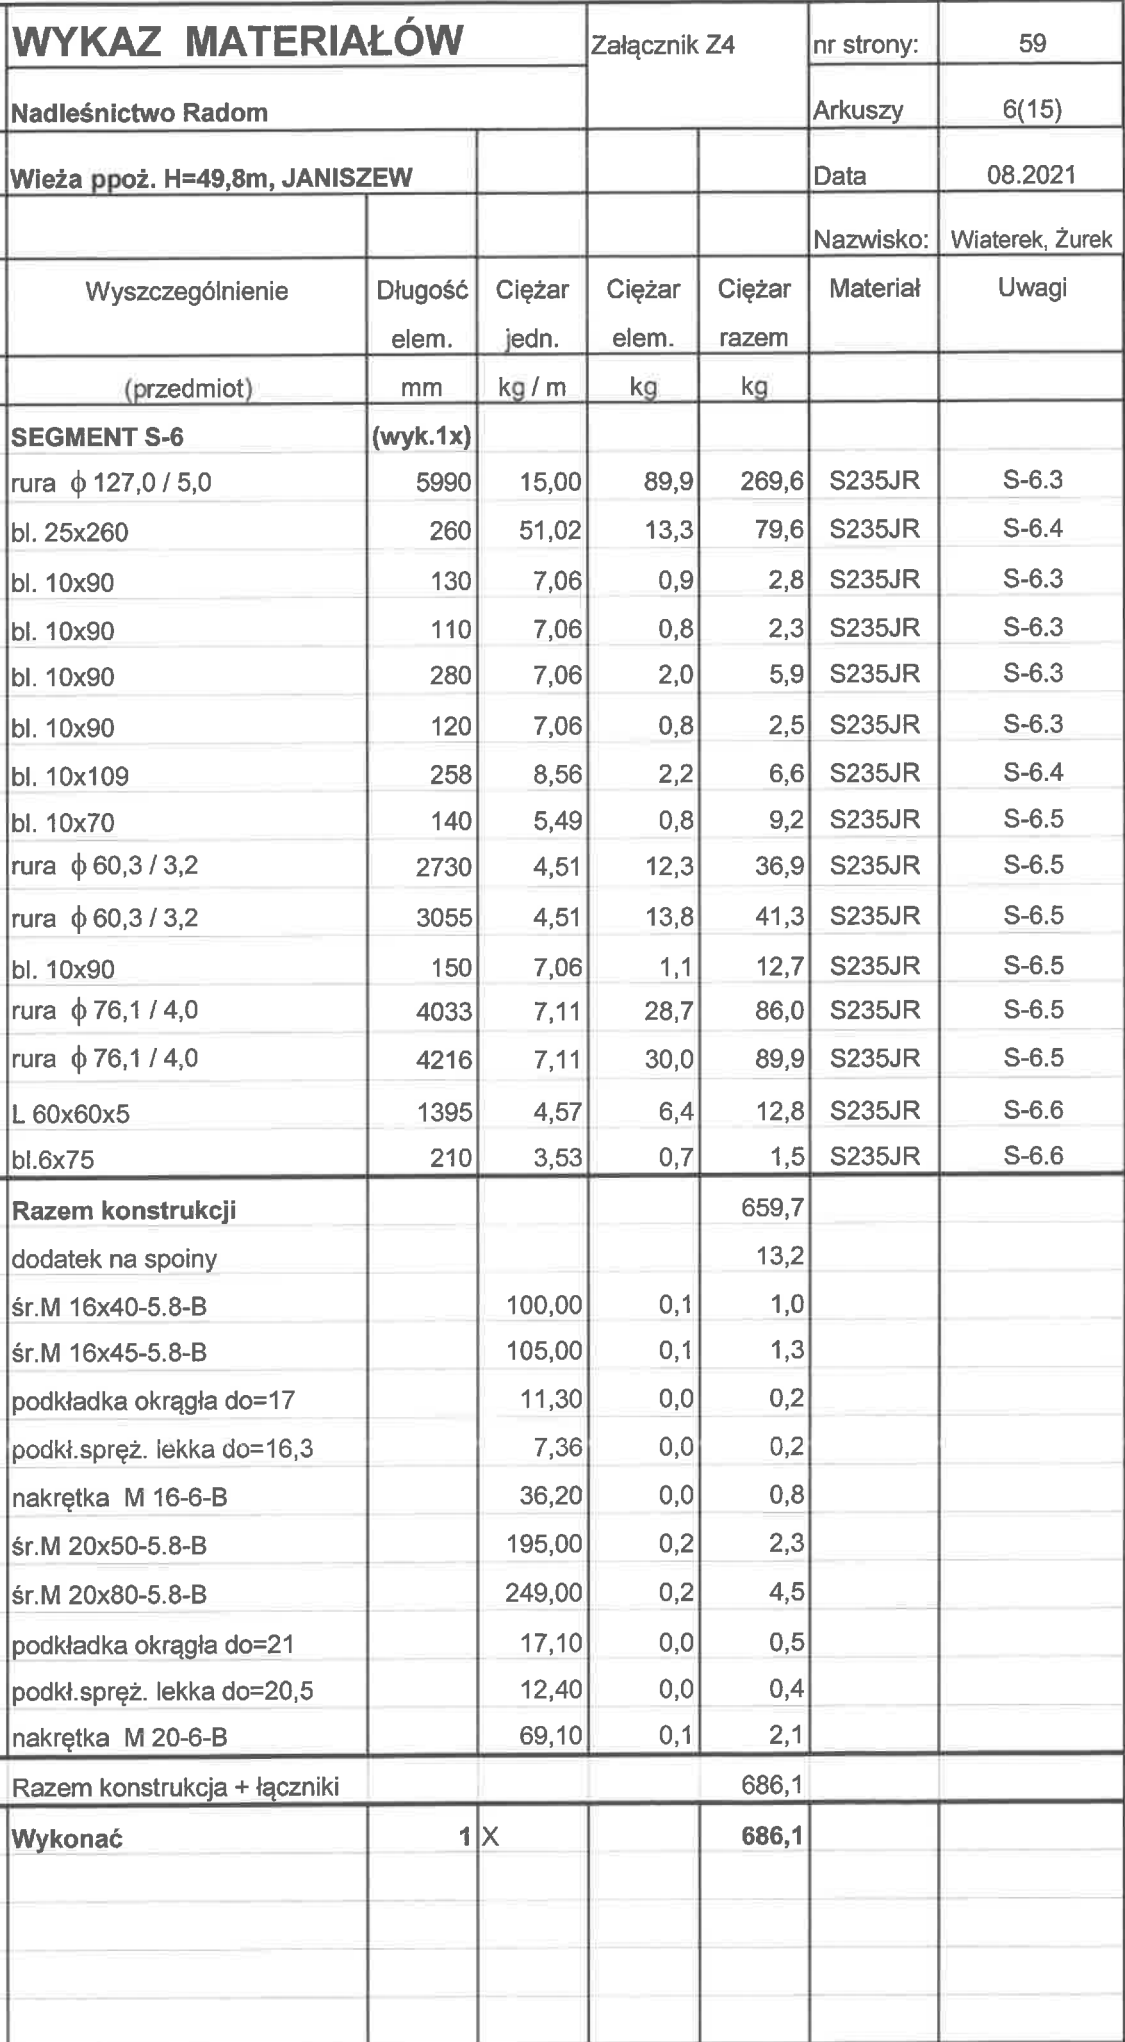 WYKAZ MATERIAŁÓW Załącznik Z4 nr strony: 59
Nadleśnictwo Radom Arkuszy 6(15)
Wieża ppoż. H=49,8m, JANISZEW Data 08.2021
Nazwisko: Wiaterek, Żurek
Wyszczególnienie Długość Ciężar Ciężar Ciężar Materiał Uwagi
elem. jedn. elem. razem
(przedmiot) mm kg / m kg kg
SEGMENT S-6 (wyk.1x)
rura ϕ 127,0 / 5,0 5990 15,00 89,9 269,6 S235JR S-6.3
bl. 25x260 260 51,02 13,3 79,6 S235JR S-6.4
bl. 10x90 130 7,06 0,9 2,8 S235JR S-6.3
bl. 10x90 110 7,06 0,8 2,3 S235JR S-6.3
bl. 10x90 280 7,06 2,0 5,9 S235JR S-6.3
bl. 10x90 120 7,06 0,8 2,5 S235JR S-6.3
bl. 10x109 258 8,56 2,2 6,6 S235JR S-6.4
bl. 10x70 140 5,49 0,8 9,2 S235JR S-6.5
rura ϕ 60,3 / 3,2 2730 4,51 12,3 36,9 S235JR S-6.5
rura ϕ 60,3 / 3,2 3055 4,51 13,8 41,3 S235JR S-6.5
bl. 10x90 150 7,06 1,1 12,7 S235JR S-6.5
rura ϕ 76,1 / 4,0 4033 7,11 28,7 86,0 S235JR S-6.5
rura ϕ 76,1 / 4,0 4216 7,11 30,0 89,9 S235JR S-6.5
L 60x60x5 1395 4,57 6,4 12,8 S235JR S-6.6
bl.6x75 210 3,53 0,7 1,5 S235JR S-6.6
Razem konstrukcji 659,7
dodatek na spoiny 13,2
śr.M 16x40-5.8-B 100,00 0,1 1,0
śr.M 16x45-5.8-B 105,00 0,1 1,3
podkładka okrągła do=17 11,30 0,0 0,2
podkł.spręż. lekka do=16,3 7,36 0,0 0,2
nakrętka M 16-6-B 36,20 0,0 0,8
śr.M 20x50-5.8-B 195,00 0,2 2,3
śr.M 20x80-5.8-B 249,00 0,2 4,5
podkładka okrągła do=21 17,10 0,0 0,5
podkł.spręż. lekka do=20,5 12,40 0,0 0,4
nakrętka M 20-6-B 69,10 0,1 2,1
Razem konstrukcja + łączniki 686,1
Wykonać 1 X 686,1